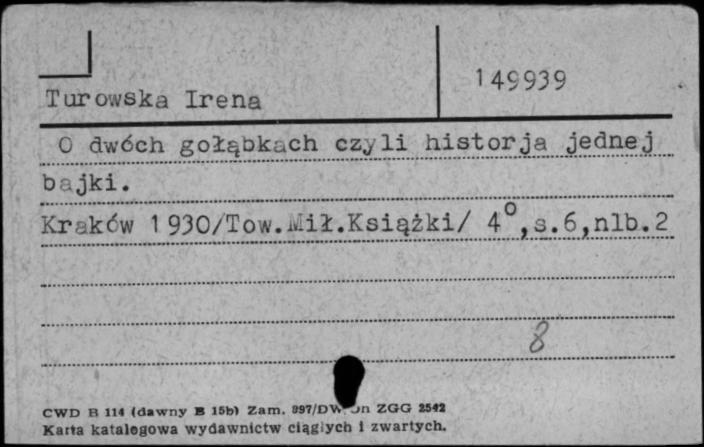 149939
Turowska Irena
O dwóch gołąbkach czyli historja jednej
bajki.
Kraków 1930/Tow.Mił.Książki/ 4°,s.6,nlb.2
8
CWD B 114 (dawny B 15b) Zam. 997/DW. ZGG 2542
Karta katalogowa wydawnictw ciągłych i zwartych.